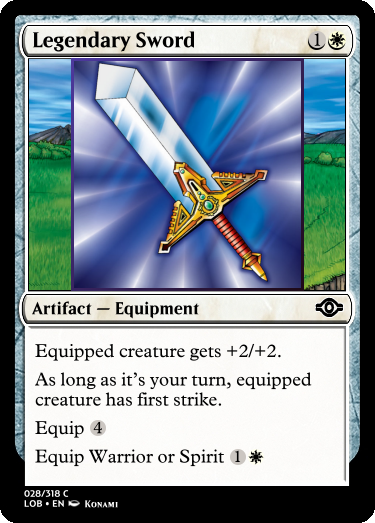 Legendary Sword 1
Artifact — Equipment
Equipped creature gets +2/+2.
As long as it's your turn, equipped
creature has first strike.
Equip 4
Equip Warrior or Spirit 1
028/318 C
LOB • EN Konami